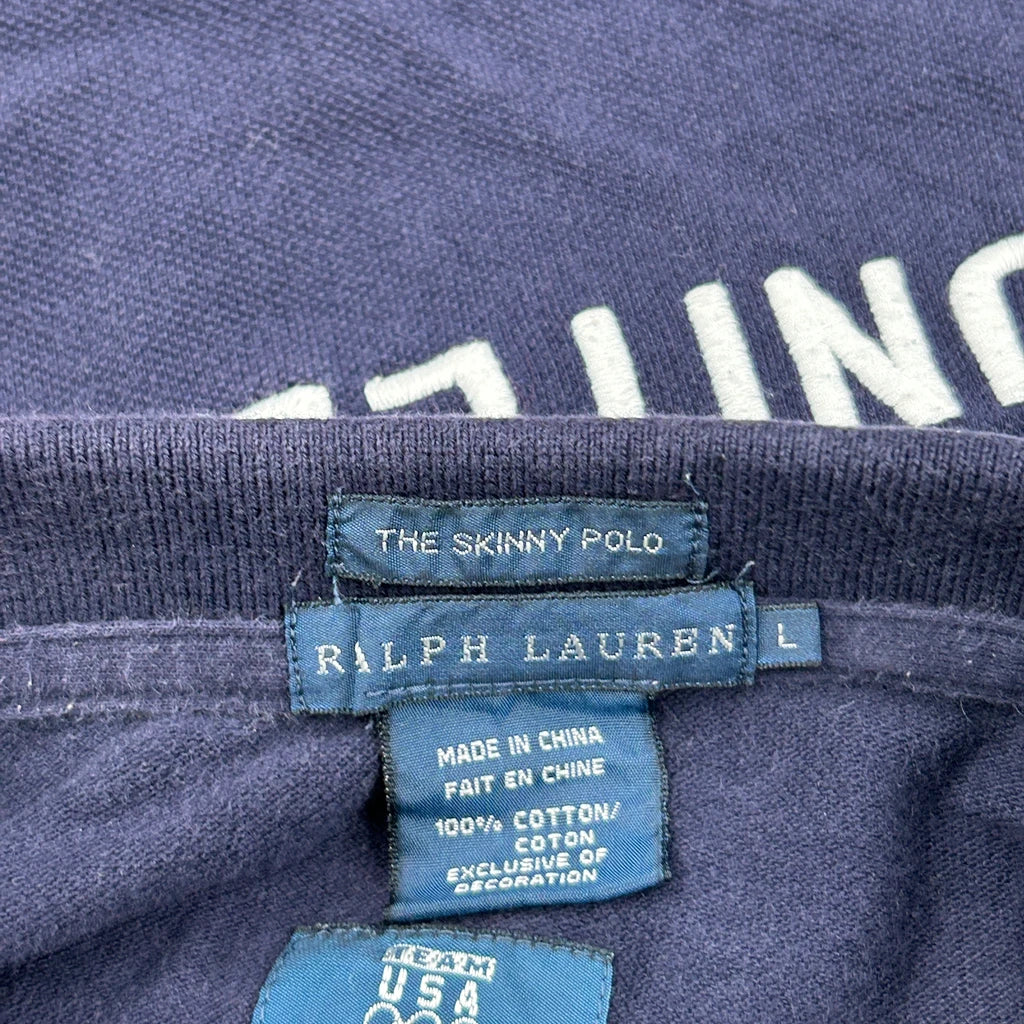 THE SKINNY POLO
RALPH LAUREN
L
MADE IN CHINA
FAIT EN CHINE
100% COTTON/
COTON
EXCLUSIVE OF
DECORATION
TEAM
USA